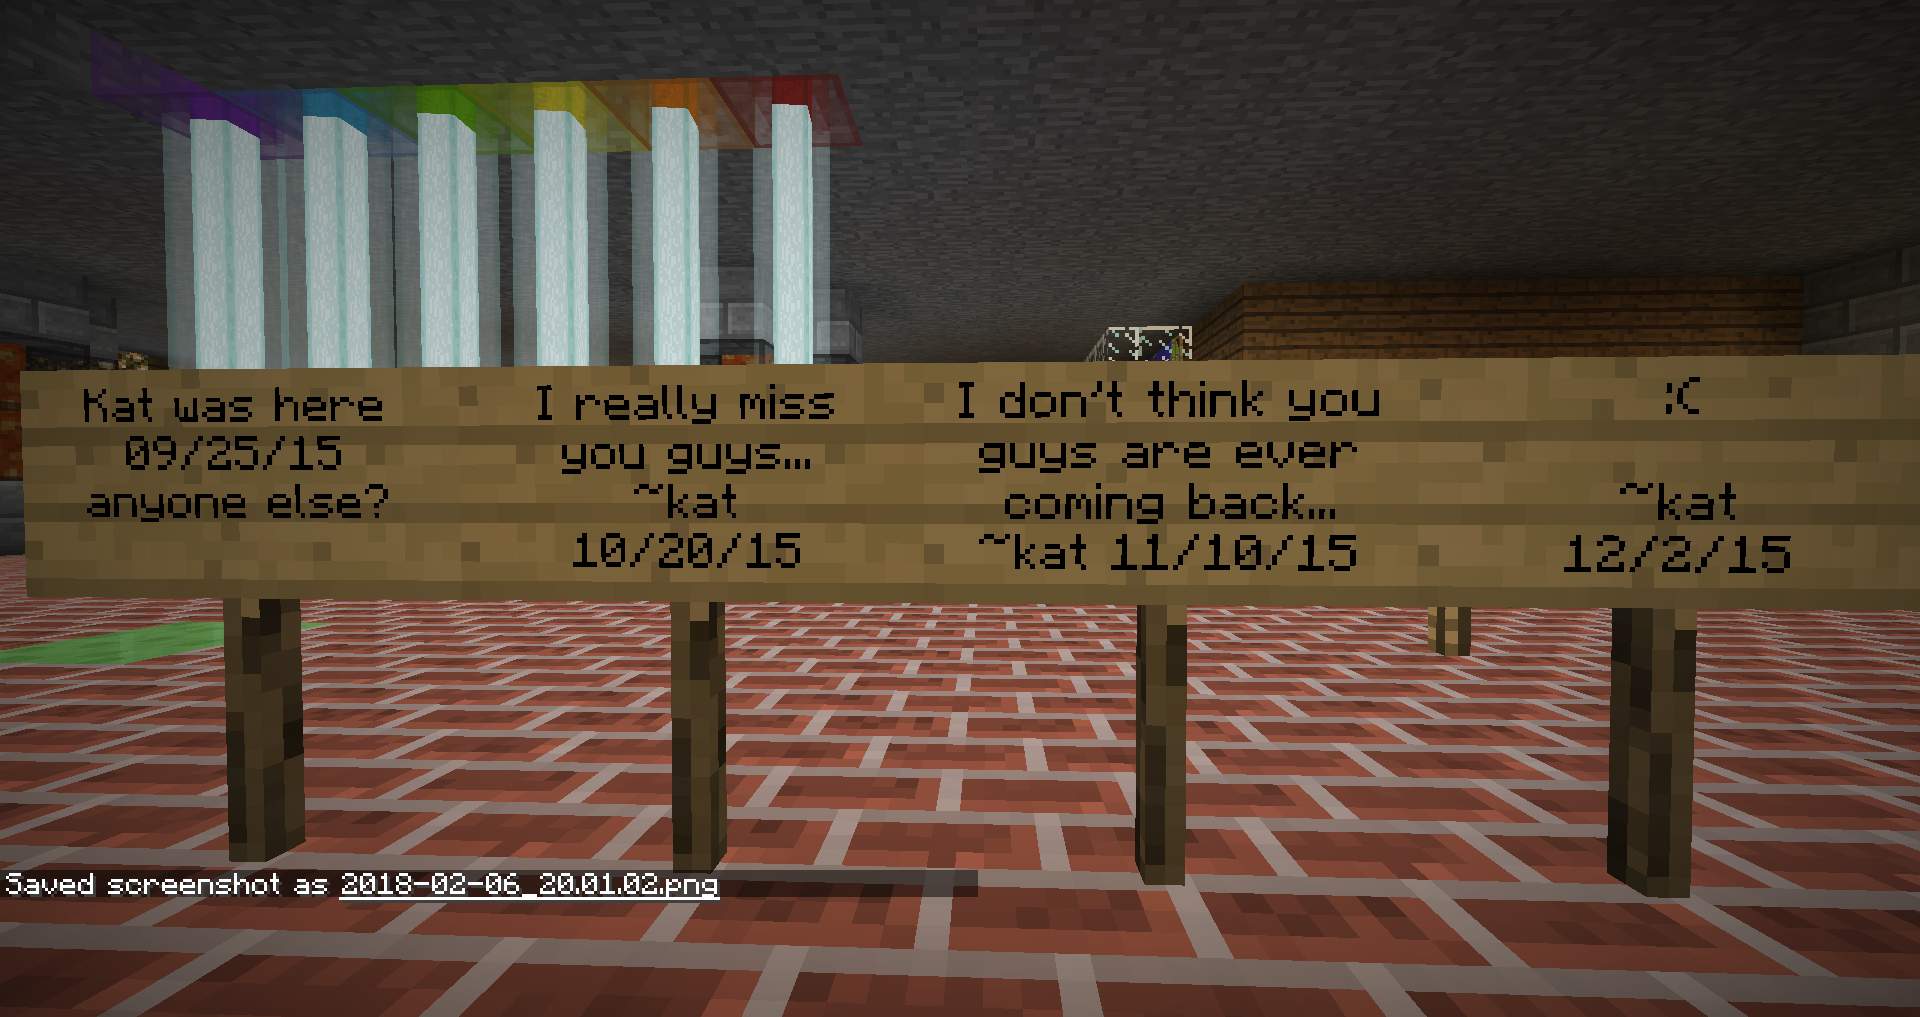 Kat was here
09/25/15
anyone else?
I really miss
you guys...
~kat
10/20/15
I don't think you
guys are ever
coming back...
~kat 11/10/15
;(
~kat
12/2/15
Saved screenshot as 2018-02-06_20.01.02.png